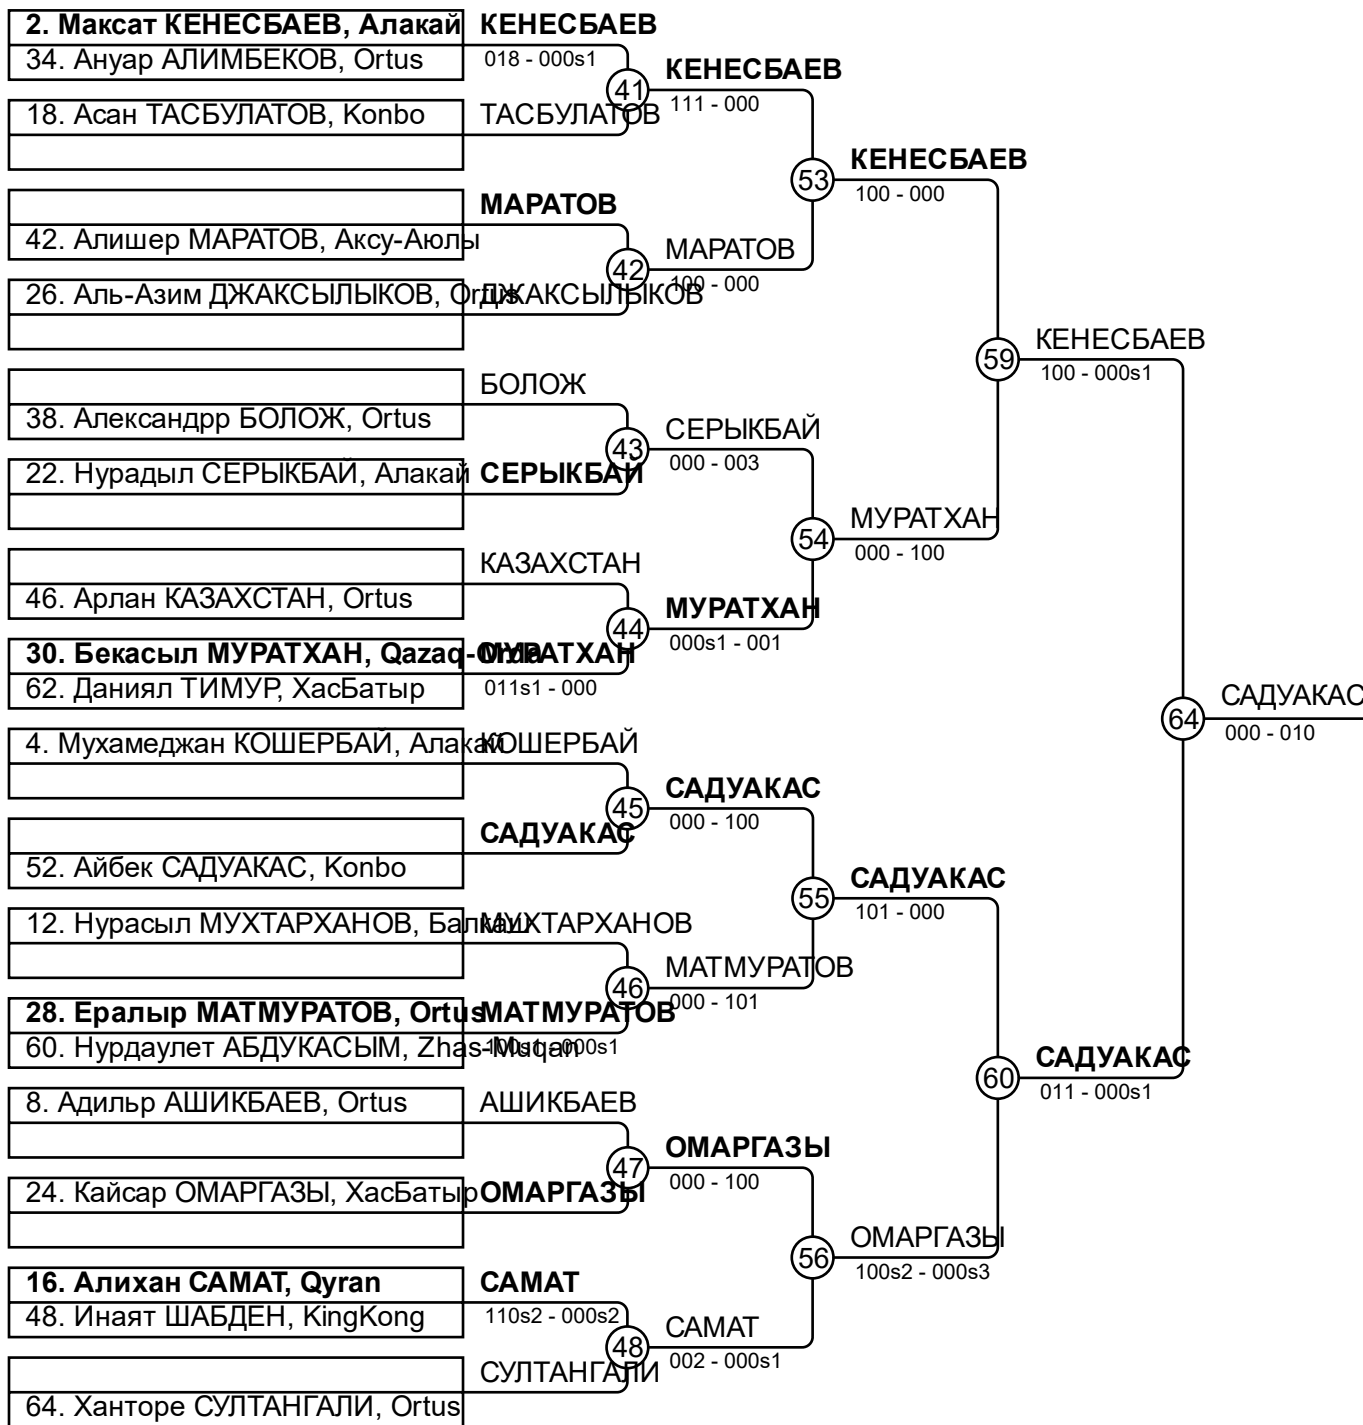 2. Максат КЕНЕСБАЕВ, Алакай
34. Ануар АЛИМБЕКОВ, Ortus
18. Асан ТАСБУЛАТОВ, Konbo
42. Алишер МАРАТОВ, Аксу-Аюлы
26. Аль-Азим ДЖАКСЫЛЫКОВ, Ortus
38. Александрр БОЛОЖ, Ortus
22. Нурадыл СЕРЫКБАЙ, Алакай
46. Арлан КАЗАХСТАН, Ortus
30. Бекасыл МУРАТХАН, Qazaq-Orda
62. Даниял ТИМУР, ХасБатыр
4. Мухамеджан КОШЕРБАЙ, Алакай
52. Айбек САДУАКАС, Konbo
12. Нурасыл МУХТАРХАНОВ, Балкаш
28. Ералыр МАТМУРАТОВ, Ortus
60. Нурдаулет АБДУКАСЫМ, Zhas-Muqan
8. Адильр АШИКБАЕВ, Ortus
24. Кайсар ОМАРГАЗЫ, ХасБатыр
16. Алихан САМАТ, Qyran
48. Инаят ШАБДЕН, KingKong
64. Ханторе СУЛТАНГАЛИ, Ortus
КЕНЕСБАЕВ
018 - 000s1
41
ТАСБУЛАТОВ
МАРАТОВ
42
ДЖАКСЫЛЫКОВ
БОЛОЖ
43
СЕРЫКБАЙ
КАЗАХСТАН
44
МУРАТХАН
011s1 - 000
КОШЕРБАЙ
45
САДУАКАС
МУХТАРХАНОВ
46
МАТМУРАТОВ
100s1 - 000s1
АШИКБАЕВ
47
ОМАРГАЗЫ
САМАТ
110s2 - 000s2
48
СУЛТАНГАЛИ
КЕНЕСБАЕВ
111 - 000
53
МАРАТОВ
100 - 000
СЕРЫКБАЙ
000 - 003
54
МУРАТХАН
000s1 - 001
САДУАКАС
000 - 100
55
МАТМУРАТОВ
000 - 101
ОМАРГАЗЫ
000 - 100
56
САМАТ
002 - 000s1
КЕНЕСБАЕВ
100 - 000
59
МУРАТХАН
000 - 100
САДУАКАС
101 - 000
60
ОМАРГАЗЫ
100s2 - 000s3
КЕНЕСБАЕВ
100 - 000s1
64
САДУАКАС
011 - 000s1
САДУАКАС
000 - 010